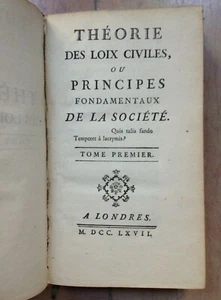 THÉORIE
DES LOIX CIVILES,
OU
PRINCIPES
FONDAMENTAUX
DE LA SOCIÉTÉ.
Quis talia fando
Temperet à lacrymis?
TOME PREMIER.
A LONDRES.
M. DCC. LXVII.